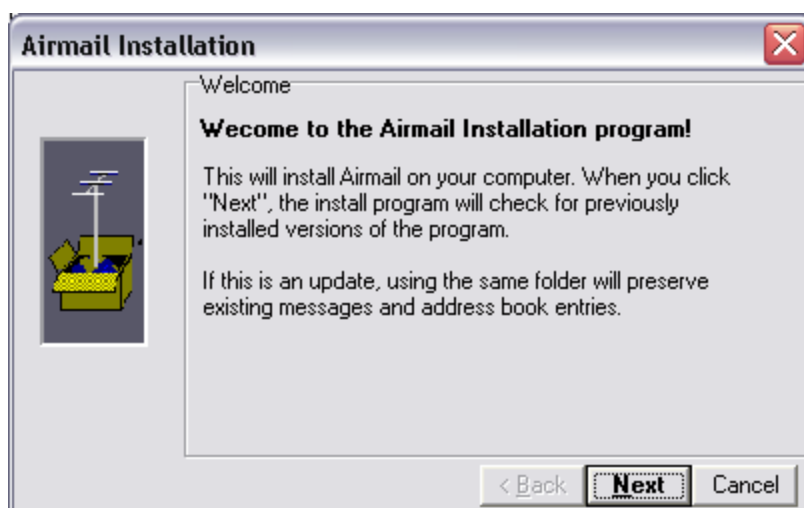 Airmail Installation
Welcome
Wecome to the Airmail Installation program!
This will install Airmail on your computer. When you click
"Next", the install program will check for previously
installed versions of the program.
If this is an update, using the same folder will preserve
existing messages and address book entries.
< Back Next Cancel